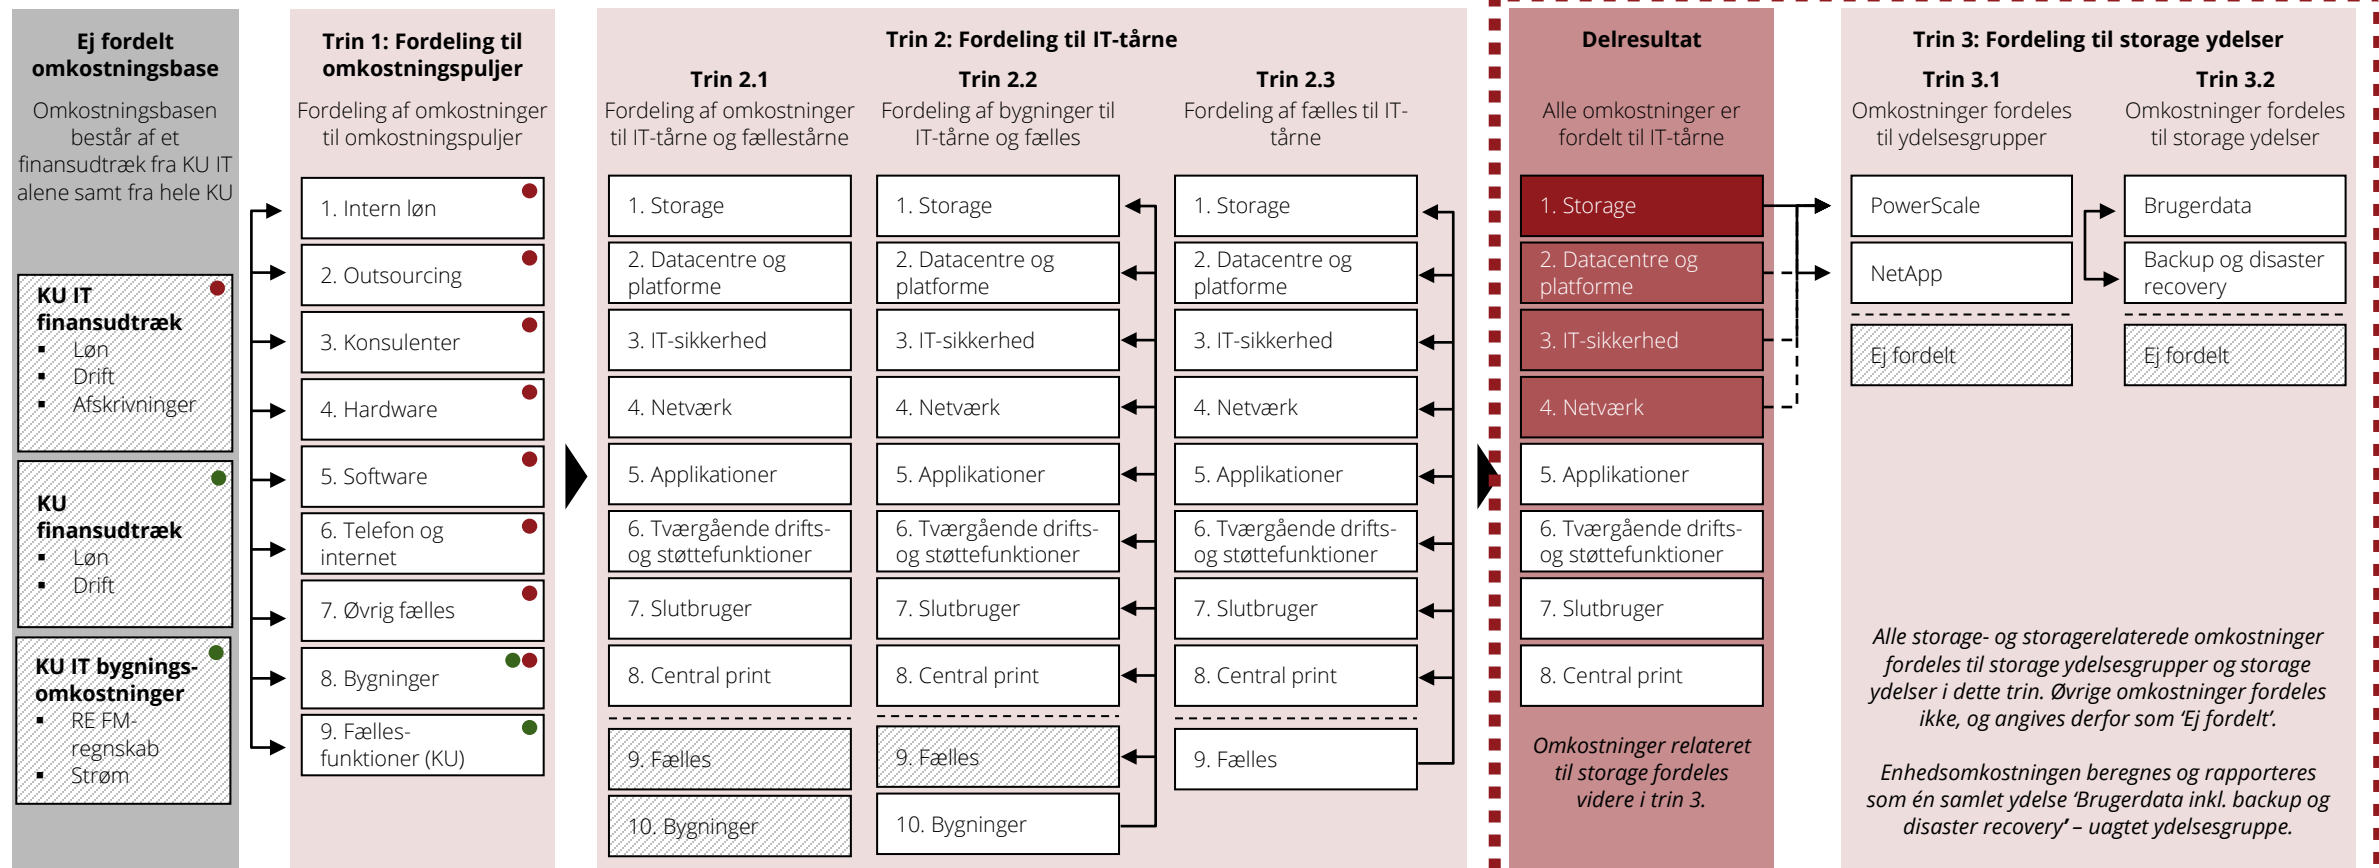 Ej fordelt
omkostningsbase
Omkostningsbasen
består af et
finansudtræk fra KU IT
alene samt fra hele KU
KU IT
finansudtræk
▪ Løn
▪ Drift
▪ Afskrivninger
KU
finansudtræk
▪ Løn
▪ Drift
KU IT bygnings-
omkostninger
▪ RE FM-
regnskab
▪ Strøm
Trin 1: Fordeling til
omkostningspuljer
Fordeling af omkostninger
til omkostningspuljer
1. Intern løn
2. Outsourcing
3. Konsulenter
4. Hardware
5. Software
6. Telefon og
internet
7. Øvrig fælles
8. Bygninger
9. Fælles-
funktioner (KU)
Trin 2: Fordeling til IT-tårne
Trin 2.1
Fordeling af omkostninger
til IT-tårne og fællestårne
1. Storage
2. Datacentre og
platforme
3. IT-sikkerhed
4. Netværk
5. Applikationer
6. Tværgående drifts-
og støttefunktioner
7. Slutbruger
8. Central print
9. Fælles
10. Bygninger
Trin 2.2
Fordeling af bygninger til
IT-tårne og fælles
1. Storage
2. Datacentre og
platforme
3. IT-sikkerhed
4. Netværk
5. Applikationer
6. Tværgående drifts-
og støttefunktioner
7. Slutbruger
8. Central print
9. Fælles
10. Bygninger
Trin 2.3
Fordeling af fælles til IT-
tårne
1. Storage
2. Datacentre og
platforme
3. IT-sikkerhed
4. Netværk
5. Applikationer
6. Tværgående drifts-
og støttefunktioner
7. Slutbruger
8. Central print
9. Fælles
Delresultat
Alle omkostninger er
fordelt til IT-tårne
1. Storage
2. Datacentre og
platforme
3. IT-sikkerhed
4. Netværk
5. Applikationer
6. Tværgående drifts-
og støttefunktioner
7. Slutbruger
8. Central print
Omkostninger relateret
til storage fordeles
videre i trin 3.
Trin 3: Fordeling til storage ydelser
Trin 3.1
Omkostninger fordeles
til ydelsesgrupper
PowerScale
NetApp
Ej fordelt
Trin 3.2
Omkostninger fordeles
til storage ydelser
Brugerdata
Backup og disaster
recovery
Ej fordelt
Alle storage- og storagerelaterede omkostninger
fordeles til storage ydelsesgrupper og storage
ydelser i dette trin. Øvrige omkostninger fordeles
ikke, og angives derfor som ‘Ej fordelt’.
Enhedsomkostningen beregnes og rapporteres
som én samlet ydelse ‘Brugerdata inkl. backup og
disaster recovery’ – uagtet ydelsesgruppe.